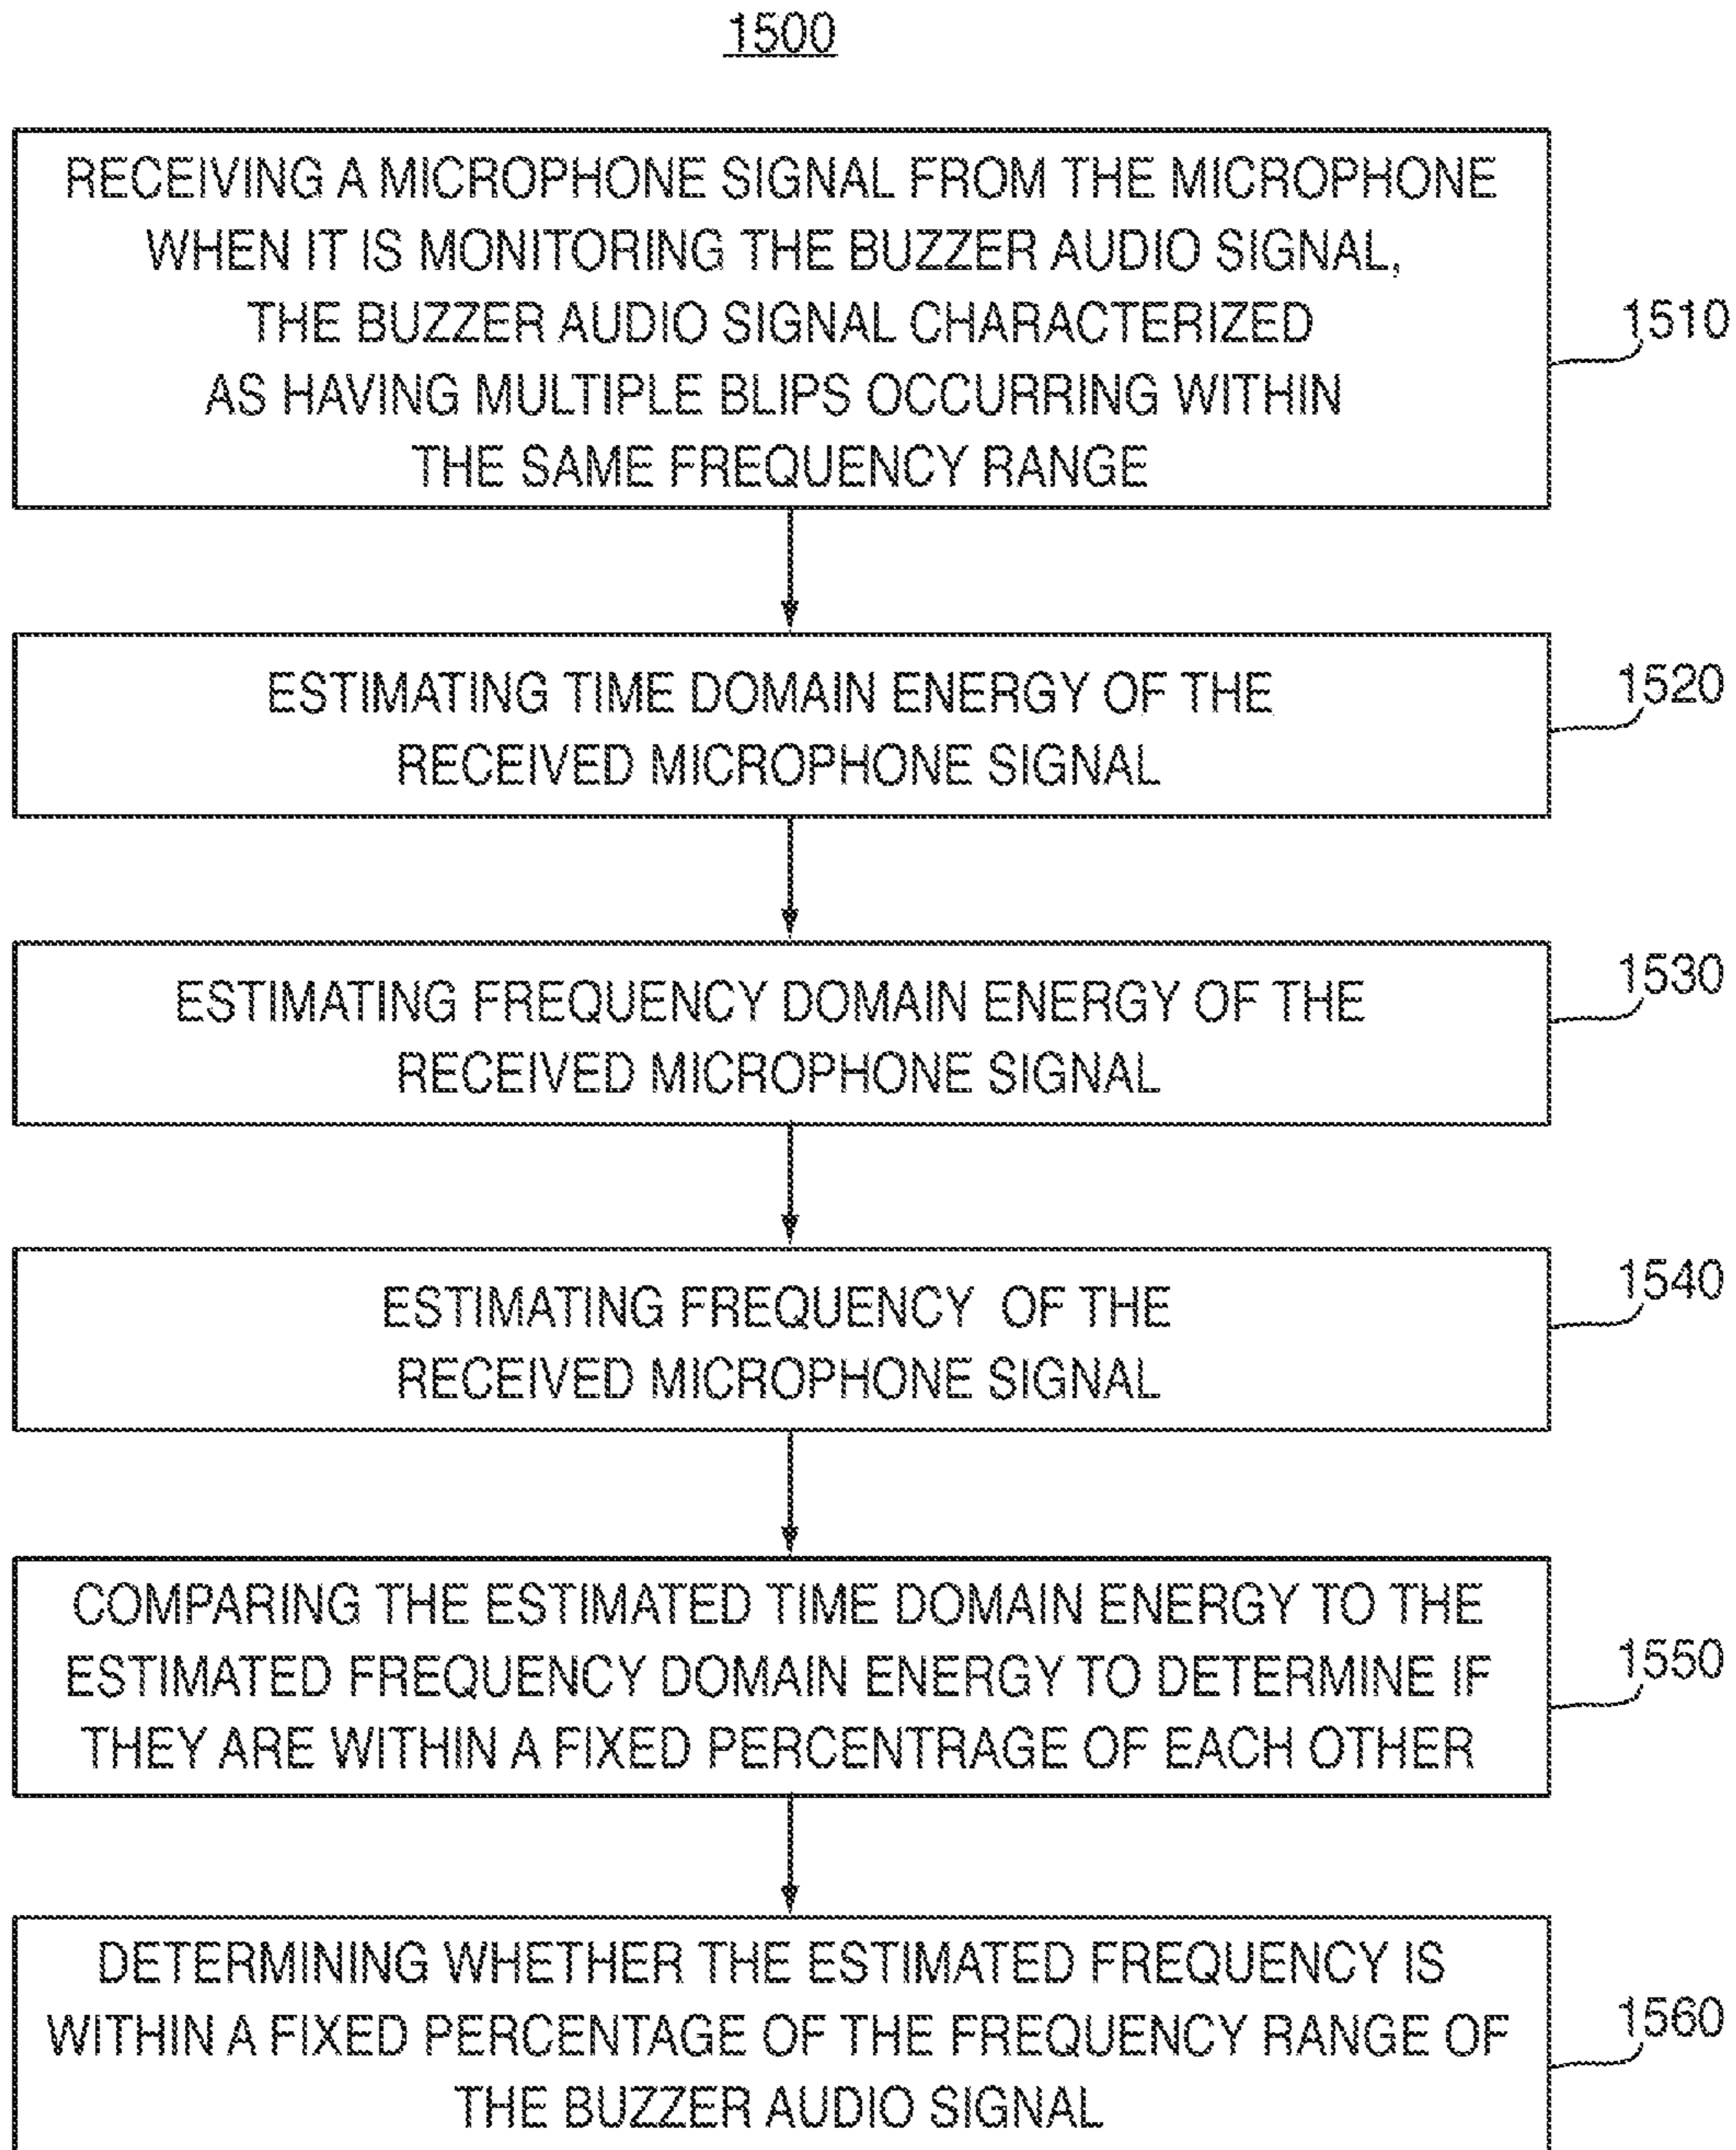 1500
RECEIVING A MICROPHONE SIGNAL FROM THE MICROPHONE
WHEN IT IS MONITORING THE BUZZER AUDIO SIGNAL,
THE BUZZER AUDIO SIGNAL CHARACTERIZED
AS HAVING MULTIPLE BLIPS OCCURRING WITHIN
THE SAME FREQUENCY RANGE
1510
ESTIMATING TIME DOMAIN ENERGY OF THE
RECEIVED MICROPHONE SIGNAL
1520
ESTIMATING FREQUENCY DOMAIN ENERGY OF THE
RECEIVED MICROPHONE SIGNAL
1530
ESTIMATING FREQUENCY OF THE
RECEIVED MICROPHONE SIGNAL
1540
COMPARING THE ESTIMATED TIME DOMAIN ENERGY TO THE
ESTIMATED FREQUENCY DOMAIN ENERGY TO DETERMINE IF
THEY ARE WITHIN A FIXED PERCENTRAGE OF EACH OTHER
1550
DETERMINING WHETHER THE ESTIMATED FREQUENCY IS
WITHIN A FIXED PERCENTAGE OF THE FREQUENCY RANGE OF
THE BUZZER AUDIO SIGNAL
1560